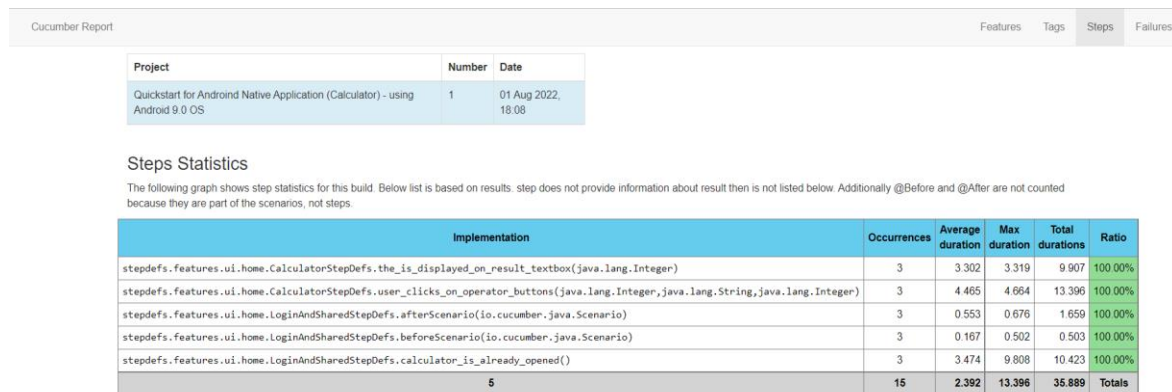 Cucumber Report Features Tags Steps Failures
Project Number Date
Quickstart for Androind Native Application (Calculator) - using 1 01 Aug 2022,
Android 9.0 OS 18:08
Steps Statistics
The following graph shows step statistics for this build. Below list is based on results. step does not provide information about result then is not listed below. Additionally @Before and @After are not counted
because they are part of the scenarios, not steps.
Implementation Occurrences Average duration Max duration Total durations Ratio
stepdefs.features.ui.home.CalculatorStepDefs.the_is_displayed_on_result_textbox(java.lang.Integer) 3 3.302 3.319 9.907 100.00%
stepdefs.features.ui.home.CalculatorStepDefs.user_clicks_on_operator_buttons(java.lang.Integer,java.lang.String,java.lang.Integer) 3 4.465 4.664 13.396 100.00%
stepdefs.features.ui.home.LoginAndSharedStepDefs.afterScenario(io.cucumber.java.Scenario) 3 0.553 0.676 1.659 100.00%
stepdefs.features.ui.home.LoginAndSharedStepDefs.beforeScenario(io.cucumber.java.Scenario) 3 0.167 0.502 0.503 100.00%
stepdefs.features.ui.home.LoginAndSharedStepDefs.calculator_is_already_opened() 3 3.474 9.808 10.423 100.00%
5 15 2.392 13.396 35.889 Totals